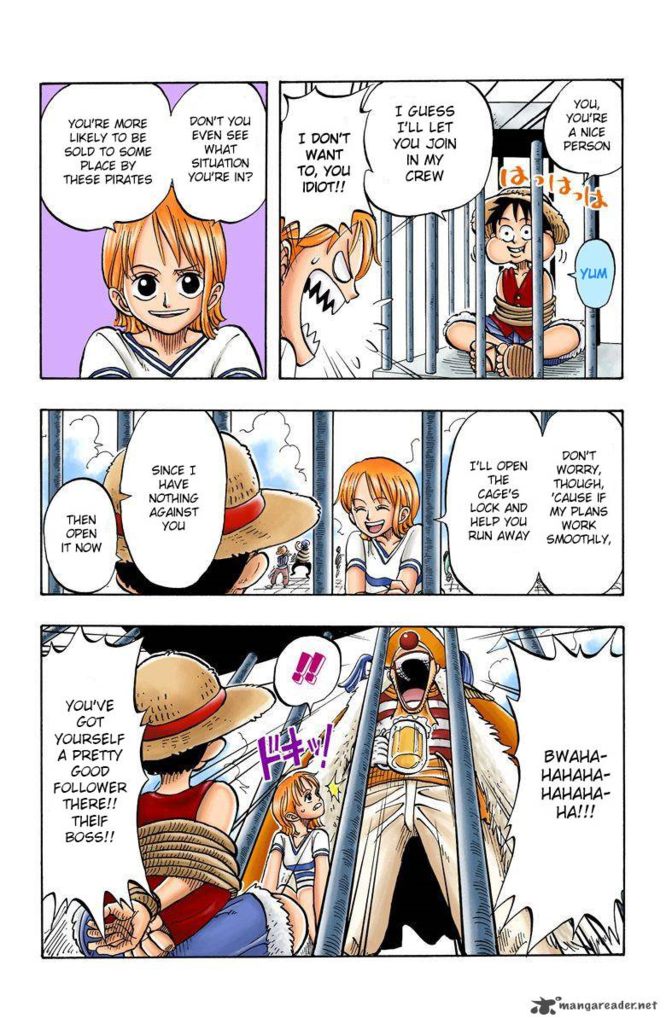 YOU,
YOU'RE
A NICE
PERSON
はっはっは
YUM
I GUESS
I'LL LET
YOU JOIN
IN MY
CREW
I DON'T
WANT
TO, YOU
IDIOT!!
DON'T YOU
EVEN SEE
WHAT
SITUATION
YOU'RE IN?
YOU'RE MORE
LIKELY TO BE
SOLD TO SOME
PLACE BY
THESE PIRATES
DON'T
WORRY,
THOUGH,
'CAUSE IF
MY PLANS
WORK
SMOOTHLY,
I'LL OPEN
THE
CAGE'S
LOCK AND
HELP YOU
RUN AWAY
SINCE I
HAVE
NOTHING
AGAINST
YOU
THEN
OPEN
IT NOW
BWAHA-
HAHAHA-
HAHAHA-
HA!!!
!!
ドキッ!
YOU'VE
GOT
YOURSELF
A PRETTY
GOOD
FOLLOWER
THERE!!
THEIF
BOSS!!
mangareader.net